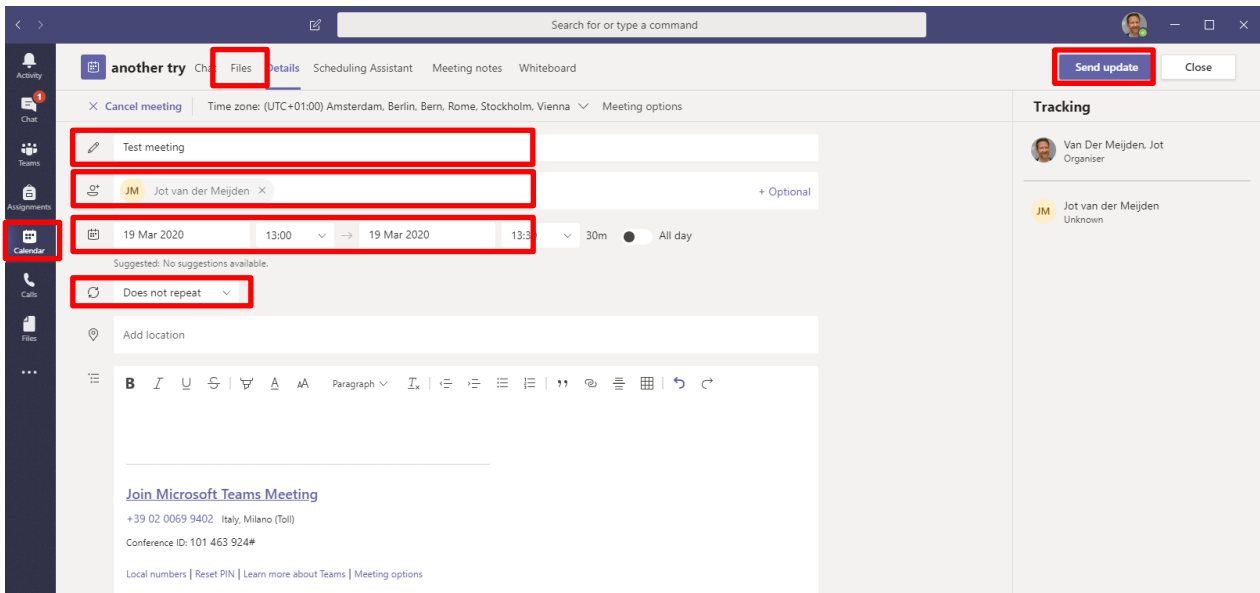 Search for or type a command
Activity
Chat
Teams
Assignments
Calendar
Calls
Files
another try Files Details Scheduling Assistant Meeting notes Whiteboard
Send update Close
Cancel meeting Time zone: (UTC+01:00) Amsterdam, Berlin, Bern, Rome, Stockholm, Vienna Meeting options
Test meeting
JM Jot van der Meijden + Optional
19 Mar 2020 13:00 → 19 Mar 2020 30m All day
Suggested: No suggestions available.
Does not repeat
Add location
B I U S A AA Paragraph Ix
Join Microsoft Teams Meeting
+39 02 0069 9402 Italy, Milano (Toll)
Conference ID: 101 463 924#
Local numbers | Reset PIN | Learn more about Teams | Meeting options
Tracking
Van Der Meijden, Jot
Organiser
JM Jot van der Meijden
Unknown
1